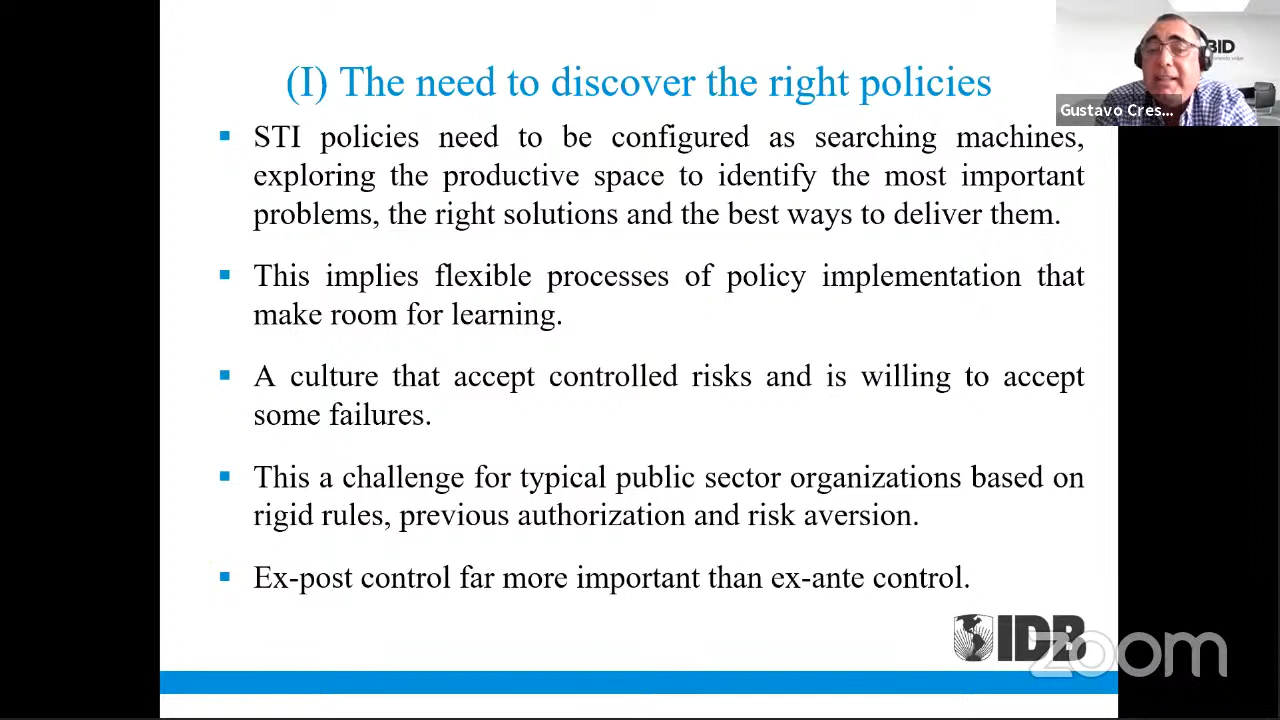 (I) The need to discover the right policies
STI policies need to be configured as searching machines,
exploring the productive space to identify the most important
problems, the right solutions and the best ways to deliver them.
This implies flexible processes of policy implementation that
make room for learning.
A culture that accept controlled risks and is willing to accept
some failures.
This a challenge for typical public sector organizations based on
rigid rules, previous authorization and risk aversion.
Ex-post control far more important than ex-ante control.
IDB
zoom
BID
Gustavo Cres...